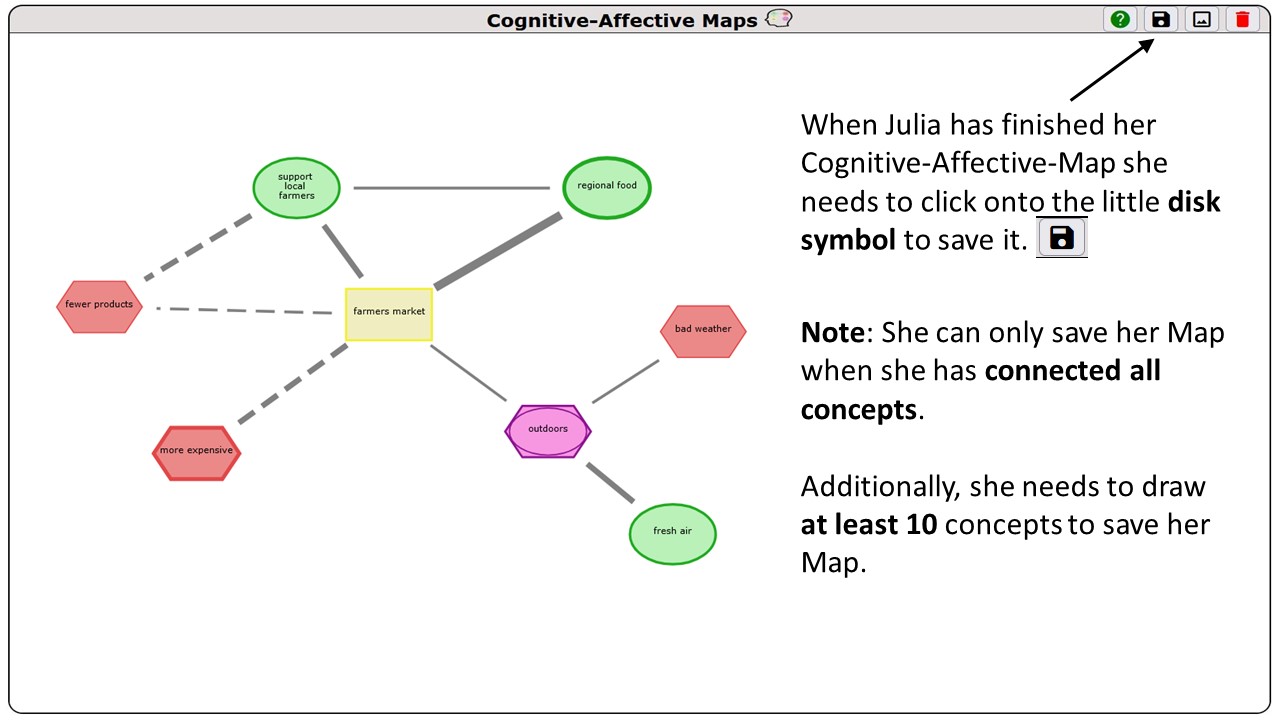 Cognitive-Affective Maps
When Julia has finished her
Cognitive-Affective-Map she
needs to click onto the little disk
symbol to save it.
Note: She can only save her Map
when she has connected all
concepts.
Additionally, she needs to draw
at least 10 concepts to save her
Map.
support
local
farmers
regional food
fewer products
farmers market
bad weather
outdoors
more expensive
fresh air